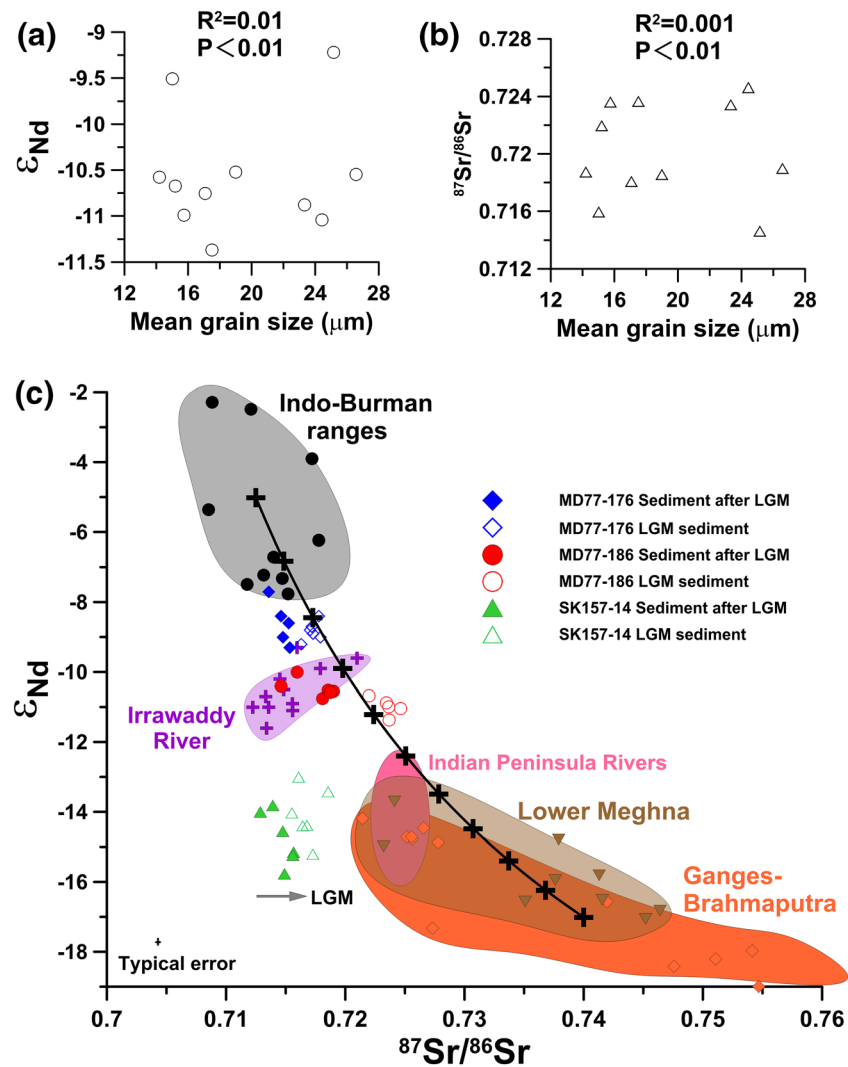 (a)
R²=0.01
P<0.01
-9
-9.5
-10
-10.5
-11
-11.5
εNd
12
16
20
24
28
Mean grain size (μm)
(b)
R²=0.001
P<0.01
0.728
0.724
0.72
0.716
0.712
⁸⁷Sr/⁸⁶Sr
12
16
20
24
28
Mean grain size (μm)
(c)
-2
-4
-6
-8
-10
-12
-14
-16
-18
εNd
Indo-Burman
ranges
MD77-176 Sediment after LGM
MD77-176 LGM sediment
MD77-186 Sediment after LGM
MD77-186 LGM sediment
SK157-14 Sediment after LGM
SK157-14 LGM sediment
Irrawaddy
River
Indian Peninsula Rivers
Lower Meghna
Ganges-
Brahmaputra
LGM
Typical error
0.7
0.71
0.72
0.73
0.74
0.75
0.76
⁸⁷Sr/⁸⁶Sr